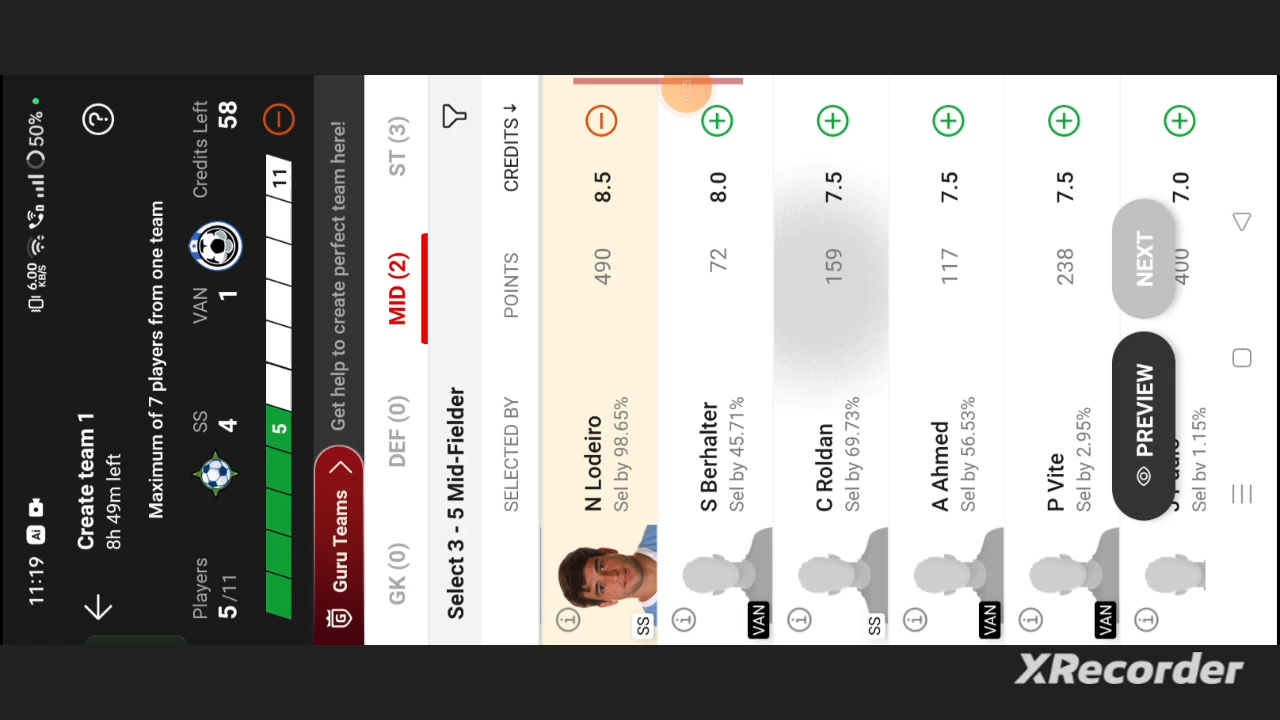 11:19 Ai 6.00 KB/S 50%
Create team 1
8h 49m left
Maximum of 7 players from one team
Players SS VAN Credits Left
5 /11 4 1 58
5 11
Guru Teams Get help to create perfect team here!
GK (0) DEF (0) MID (2) ST (3)
Select 3 - 5 Mid-Fielder
SELECTED BY POINTS CREDITS
N Lodeiro 490 8.5
Sel by 98.65%
SS
S Berhalter 72 8.0
Sel by 45.71%
VAN
C Roldan 159 7.5
Sel by 69.73%
SS
A Ahmed 117 7.5
Sel by 56.53%
VAN
P Vite 238 7.5
Sel by 2.95%
VAN
400 7.0
Sel by 1.15%
PREVIEW NEXT
XRecorder